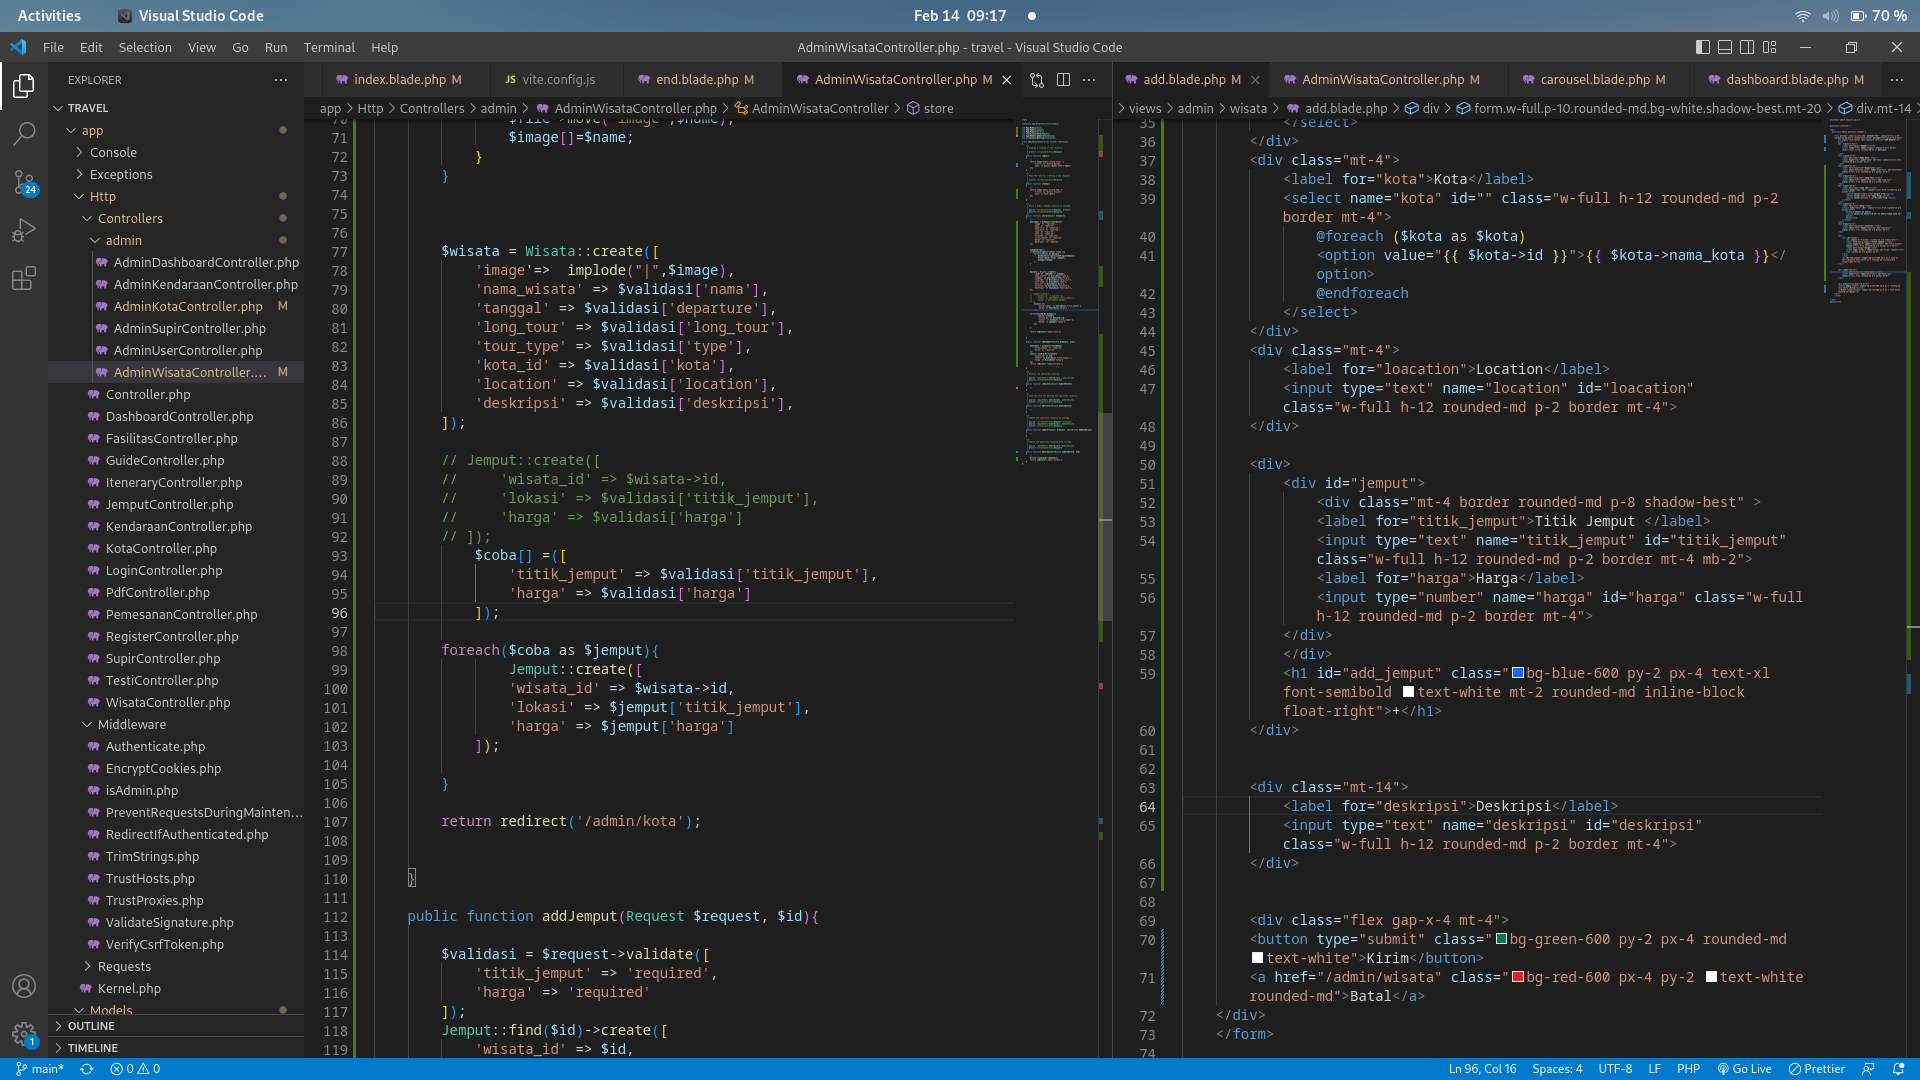 Activities Visual Studio Code Feb 14 09:17 70 %
File Edit Selection View Go Run Terminal Help AdminWisataController.php - travel - Visual Studio Code
EXPLORER
TRAVEL
app
Console
Exceptions
Http
Controllers
admin
AdminDashboardController.php
AdminKendaraanController.php
AdminKotaController.php M
AdminSupirController.php
AdminUserController.php
AdminWisataController.... M
Controller.php
DashboardController.php
FasilitasController.php
GuideController.php
IteneraryController.php
JemputController.php
KendaraanController.php
KotaController.php
LoginController.php
PdfController.php
PemesananController.php
RegisterController.php
SupirController.php
TestiController.php
WisataController.php
Middleware
Authenticate.php
EncryptCookies.php
isAdmin.php
PreventRequestsDuringMainten...
RedirectIfAuthenticated.php
TrimStrings.php
TrustHosts.php
TrustProxies.php
ValidateSignature.php
VerifyCsrfToken.php
Requests
Kernel.php
Models
OUTLINE
TIMELINE
24
1
index.blade.php M JS vite.config.js end.blade.php M AdminWisataController.php M
app > Http > Controllers > admin > AdminWisataController.php > AdminWisataController > store
70 $file->move('image',$name);
71 $image[]=$name;
72 }
73 }
74
75
76
77 $wisata = Wisata::create([
78 'image'=>  implode("|",$image),
79 'nama_wisata' => $validasi['nama'],
80 'tanggal' => $validasi['departure'],
81 'long_tour' => $validasi['long_tour'],
82 'tour_type' => $validasi['type'],
83 'kota_id' => $validasi['kota'],
84 'location' => $validasi['location'],
85 'deskripsi' => $validasi['deskripsi'],
86 ]);
87
88 // Jemput::create([
89 //     'wisata_id' => $wisata->id,
90 //     'lokasi' => $validasi['titik_jemput'],
91 //     'harga' => $validasi['harga']
92 // ]);
93 $coba[] =([
94 'titik_jemput' => $validasi['titik_jemput'],
95 'harga' => $validasi['harga']
96 ]);
97
98 foreach($coba as $jemput){
99 Jemput::create([
100 'wisata_id' => $wisata->id,
101 'lokasi' => $jemput['titik_jemput'],
102 'harga' => $jemput['harga']
103 ]);
104
105 }
106
107 return redirect('/admin/kota');
108
109
110 }
111
112 public function addJemput(Request $request, $id){
113
114 $validasi = $request->validate([
115 'titik_jemput' => 'required',
116 'harga' => 'required'
117 ]);
118 Jemput::find($id)->create([
119 'wisata_id' => $id,
add.blade.php M AdminWisataController.php M carousel.blade.php M dashboard.blade.php M
> views > admin > wisata > add.blade.php > div > form.w-full.p-10.rounded-md.bg-white.shadow-best.mt-20 > div.mt-14
35 </select>
36 </div>
37 <div class="mt-4">
38 <label for="kota">Kota</label>
39 <select name="kota" id="" class="w-full h-12 rounded-md p-2
border mt-4">
40 @foreach ($kota as $kota)
41 <option value="{{ $kota->id }}">{{ $kota->nama_kota }}</
option>
42 @endforeach
43 </select>
44 </div>
45 <div class="mt-4">
46 <label for="loacation">Location</label>
47 <input type="text" name="location" id="loacation"
class="w-full h-12 rounded-md p-2 border mt-4">
48 </div>
49
50 <div>
51 <div id="jemput">
52 <div class="mt-4 border rounded-md p-8 shadow-best" >
53 <label for="titik_jemput">Titik Jemput </label>
54 <input type="text" name="titik_jemput" id="titik_jemput"
class="w-full h-12 rounded-md p-2 border mt-4 mb-2">
55 <label for="harga">Harga</label>
56 <input type="number" name="harga" id="harga" class="w-full
h-12 rounded-md p-2 border mt-4">
57 </div>
58 </div>
59 <h1 id="add_jemput" class="bg-blue-600 py-2 px-4 text-xl
font-semibold text-white mt-2 rounded-md inline-block
float-right">+</h1>
60 </div>
61
62
63 <div class="mt-14">
64 <label for="deskripsi">Deskripsi</label>
65 <input type="text" name="deskripsi" id="deskripsi"
class="w-full h-12 rounded-md p-2 border mt-4">
66 </div>
67
68
69 <div class="flex gap-x-4 mt-4">
70 <button type="submit" class="bg-green-600 py-2 px-4 rounded-md
text-white">Kirim</button>
71 <a href="/admin/wisata" class="bg-red-600 px-4 py-2 text-white
rounded-md">Batal</a>
72 </div>
73 </form>
74
main* 0 0 Ln 96, Col 16 Spaces: 4 UTF-8 LF PHP Go Live Prettier